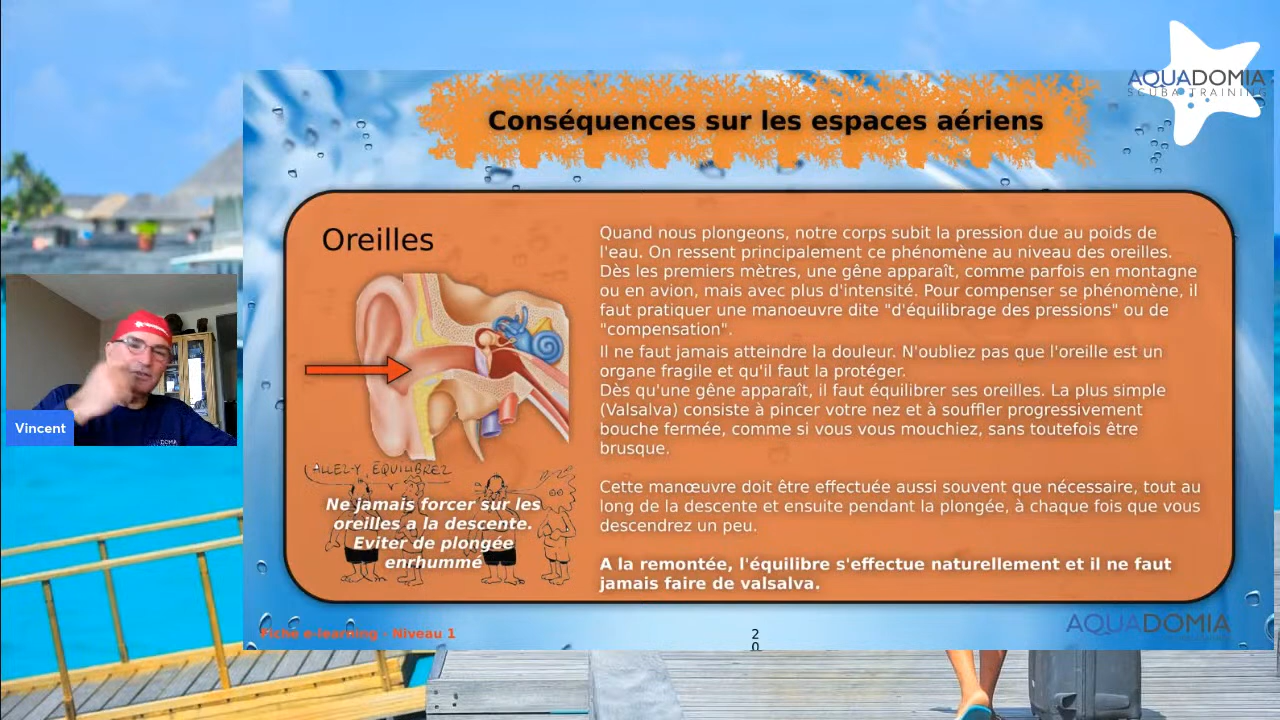 AQUADOMIA
SCUBA TRAINING
Conséquences sur les espaces aériens
Oreilles
Quand nous plongeons, notre corps subit la pression due au poids de
l'eau. On ressent principalement ce phénomène au niveau des oreilles.
Dès les premiers mètres, une gêne apparaît, comme parfois en montagne
ou en avion, mais avec plus d'intensité. Pour compenser se phénomène, il
faut pratiquer une manoeuvre dite "d'équilibrage des pressions" ou de
"compensation".
Il ne faut jamais atteindre la douleur. N'oubliez pas que l'oreille est un
organe fragile et qu'il faut la protéger.
Dès qu'une gêne apparaît, il faut équilibrer ses oreilles. La plus simple
(Valsalva) consiste à pincer votre nez et à souffler progressivement
bouche fermée, comme si vous vous mouchiez, sans toutefois être
brusque.
Cette manœuvre doit être effectuée aussi souvent que nécessaire, tout au
long de la descente et ensuite pendant la plongée, à chaque fois que vous
descendrez un peu.
A la remontée, l'équilibre s'effectue naturellement et il ne faut
jamais faire de valsalva.
ALLEZ-Y, ÉQUILIBREZ
Ne jamais forcer sur les
oreilles a la descente.
Eviter de plongée
enrhummé
Vincent
Fiche e-learning - Niveau 1
2
0
AQUADOMIA